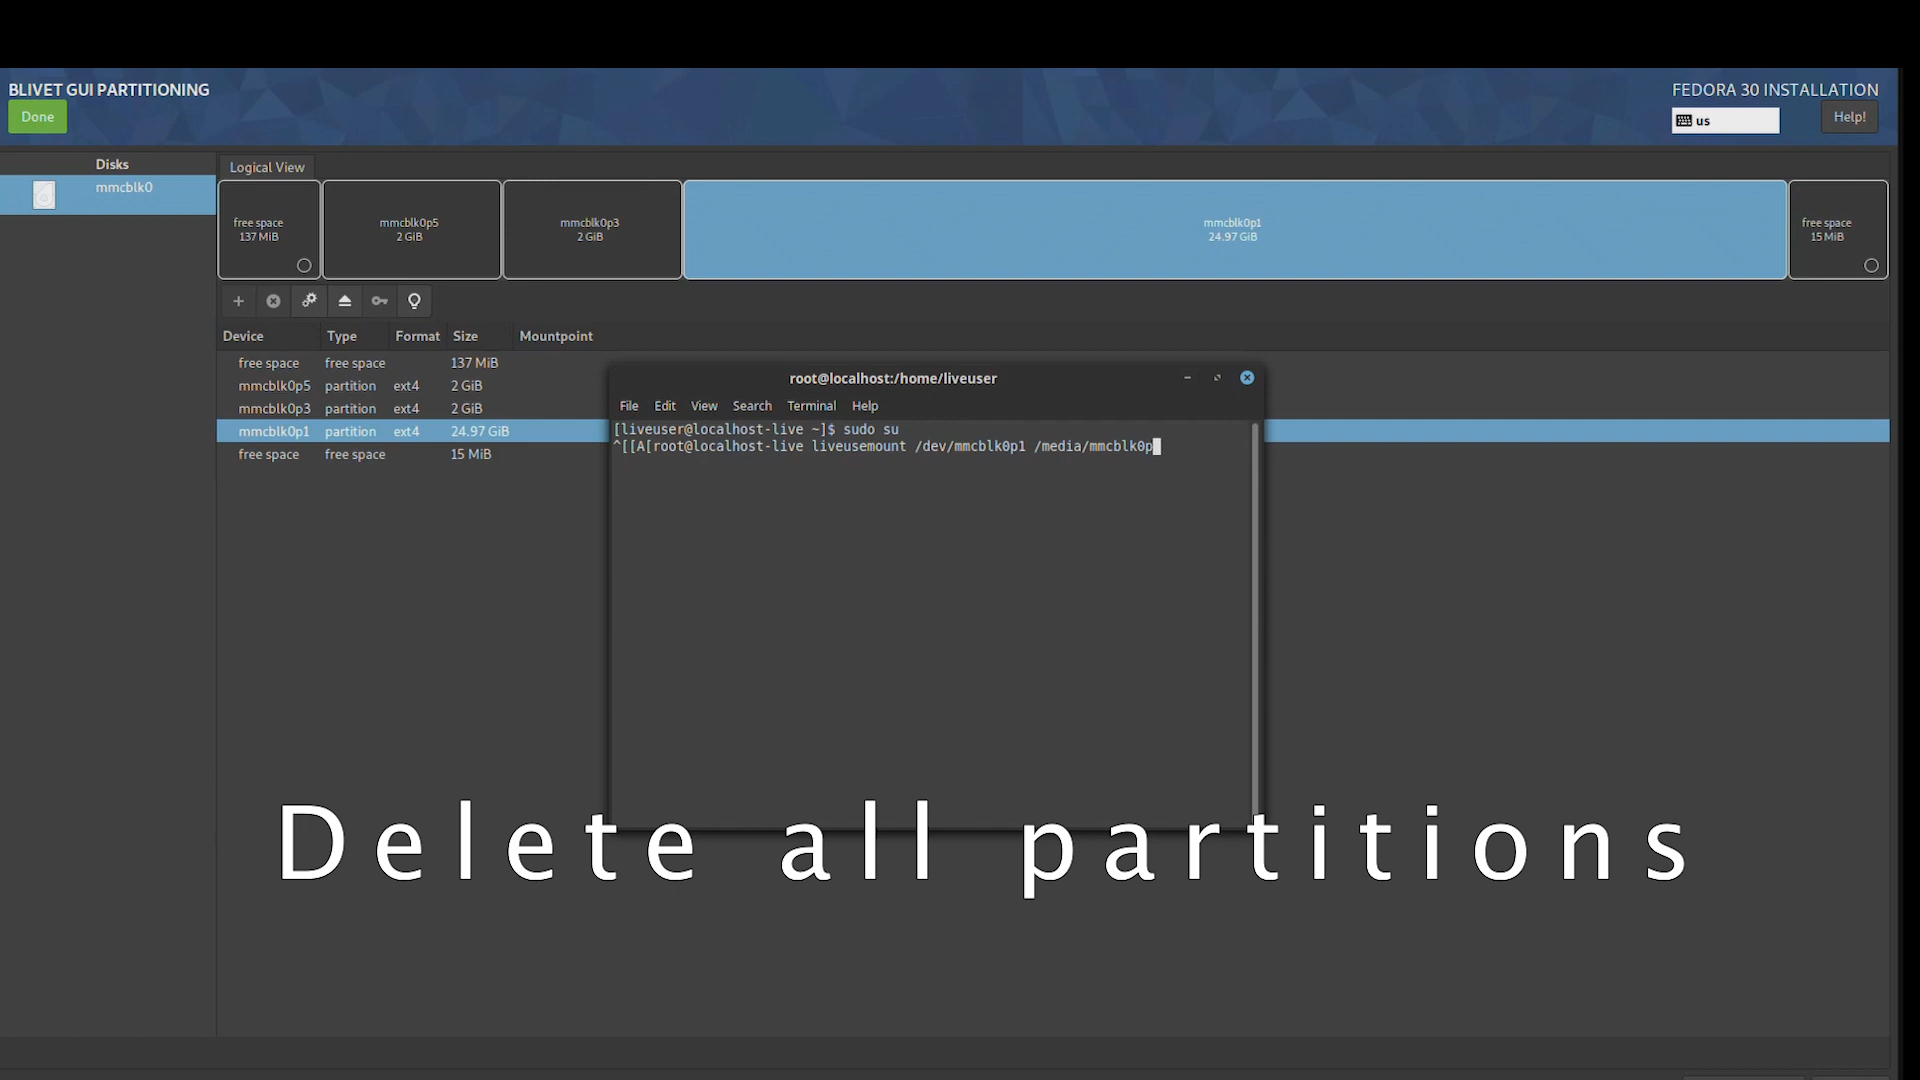 BLIVET GUI PARTITIONING
FEDORA 30 INSTALLATION
Done
us
Help!
Disks
mmcblk0
Logical View
free space
137 MiB
mmcblk0p5
2 GiB
mmcblk0p3
2 GiB
mmcblk0p1
24.97 GiB
free space
15 MiB
Device Type Format Size Mountpoint
free space free space 137 MiB
mmcblk0p5 partition ext4 2 GiB
mmcblk0p3 partition ext4 2 GiB
mmcblk0p1 partition ext4 24.97 GiB
free space free space 15 MiB
root@localhost:/home/liveuser
File Edit View Search Terminal Help
[liveuser@localhost-live ~]$ sudo su
^[[A[root@localhost-live liveusemount /dev/mmcblk0p1 /media/mmcblk0p
Delete all partitions